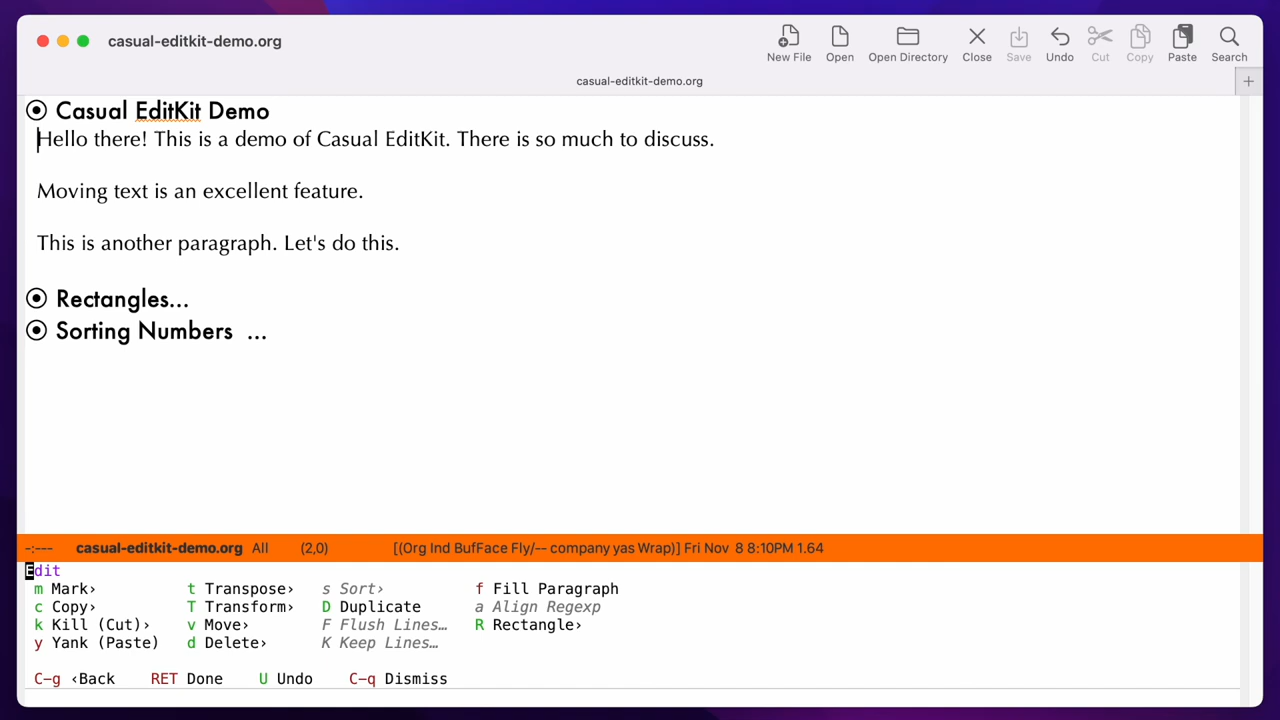 casual-editkit-demo.org
New File Open Open Directory Close Save Undo Cut Copy Paste Search
casual-editkit-demo.org
Casual EditKit Demo
Hello there! This is a demo of Casual EditKit. There is so much to discuss.
Moving text is an excellent feature.
This is another paragraph. Let's do this.
Rectangles...
Sorting Numbers ...
-:--- casual-editkit-demo.org All (2,0) [(Org Ind BufFace Fly/-- company yas Wrap)] Fri Nov 8 8:10PM 1.64
Edit
m Mark› t Transpose› s Sort› f Fill Paragraph
c Copy› T Transform› D Duplicate a Align Regexp
k Kill (Cut)› v Move› F Flush Lines… R Rectangle›
y Yank (Paste) d Delete› K Keep Lines…
C-g ‹Back RET Done U Undo C-q Dismiss